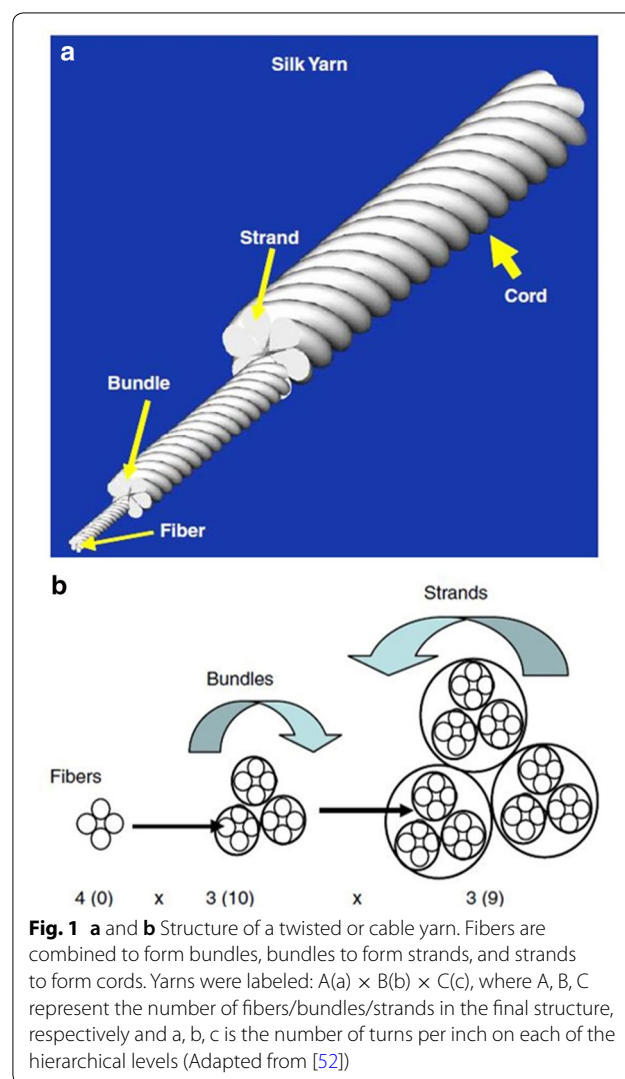 a
Silk Yarn
Strand
Cord
Bundle
Fiber
b
Strands
Bundles
Fibers
4 (0) x 3 (10) x 3 (9)
Fig. 1 a and b Structure of a twisted or cable yarn. Fibers are
combined to form bundles, bundles to form strands, and strands
to form cords. Yarns were labeled: A(a) × B(b) × C(c), where A, B, C
represent the number of fibers/bundles/strands in the final structure,
respectively and a, b, c is the number of turns per inch on each of the
hierarchical levels (Adapted from [52])